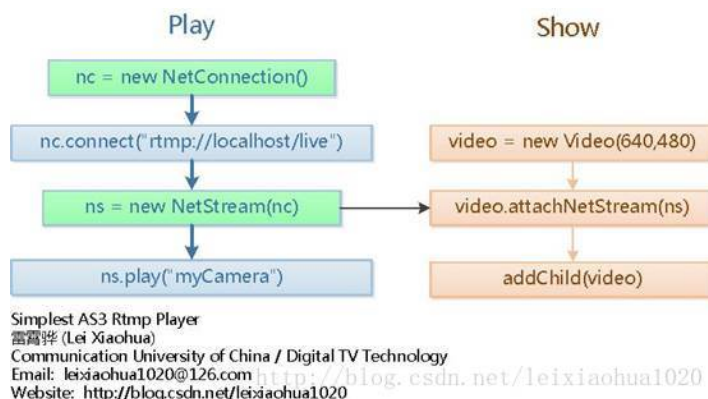 Play
nc = new NetConnection()
nc.connect("rtmp://localhost/live")
ns = new NetStream(nc)
ns.play("myCamera")
Show
video = new Video(640,480)
video.attachNetStream(ns)
addChild(video)
Simplest AS3 Rtmp Player
雷霄骅 (Lei Xiaohua)
Communication University of China / Digital TV Technology
Email: leixiaohua1020@126.com
Website: http://blog.csdn.net/leixiaohua1020
http://blog.csdn.net/leixiaohua1020